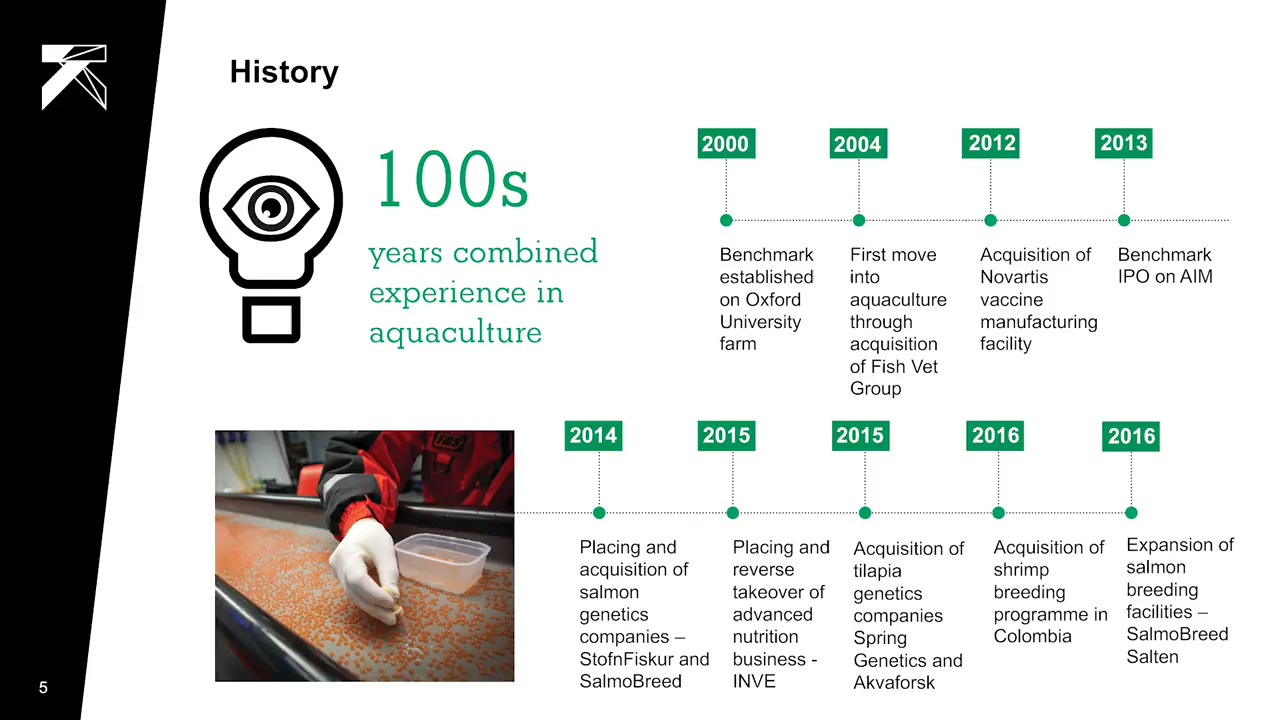 History
100s
years combined
experience in
aquaculture
2000
2004
2012
2013
Benchmark
established
on Oxford
University
farm
First move
into
aquaculture
through
acquisition
of Fish Vet
Group
Acquisition of
Novartis
vaccine
manufacturing
facility
Benchmark
IPO on AIM
2014
2015
2015
2016
2016
Placing and
acquisition of
salmon
genetics
companies –
StofnFiskur and
SalmoBreed
Placing and
reverse
takeover of
advanced
nutrition
business -
INVE
Acquisition of
tilapia
genetics
companies
Spring
Genetics and
Akvaforsk
Acquisition of
shrimp
breeding
programme in
Colombia
Expansion of
salmon
breeding
facilities –
SalmoBreed
Salten
5